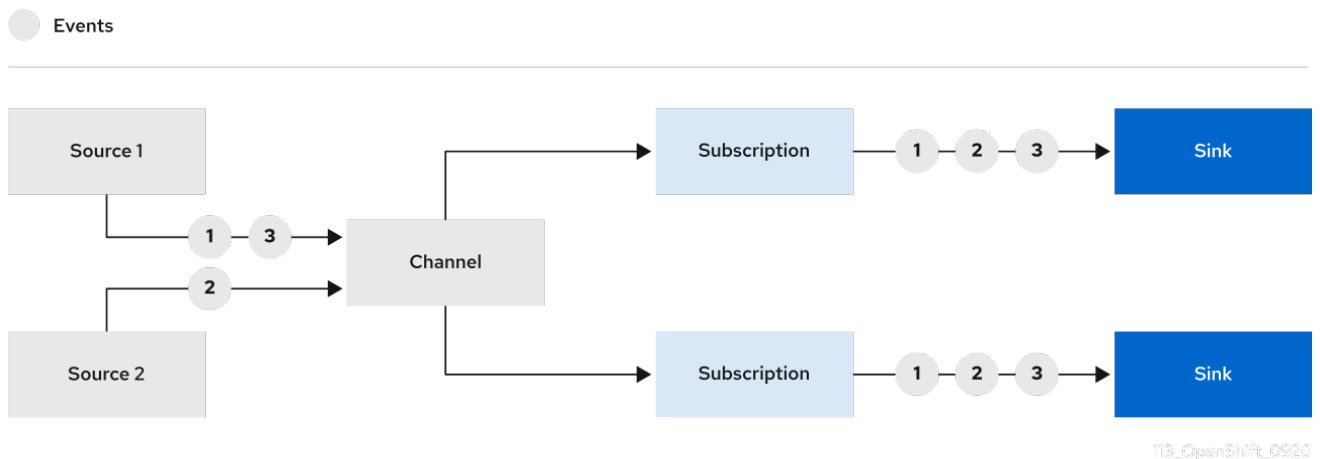 Events
Source 1
Subscription
1 2 3
Sink
1 3
Channel
2
Source 2
Subscription
1 2 3
Sink
113_OpenShift_0920